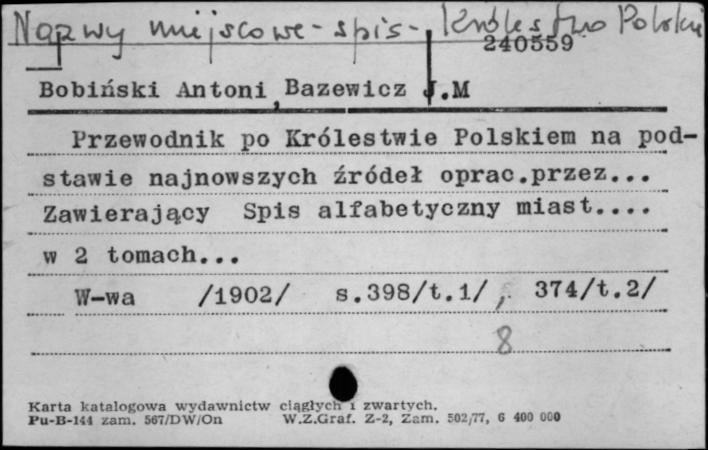 Nazwy miejscowe - spis - Królestwo Polskie
240559
Bobiński Antoni, Bazewicz J.M
Przewodnik po Królestwie Polskiem na pod-
stawie najnowszych źródeł oprac.przez...
Zawierający Spis alfabetyczny miast....
w 2 tomach...
W-wa /1902/ s.398/t.1/, 374/t.2/
8
Karta katalogowa wydawnictw ciągłych i zwartych.
Pu-B-144 zam. 567/DW/On W.Z.Graf. Z-2, Zam. 502/77, 6 400 000